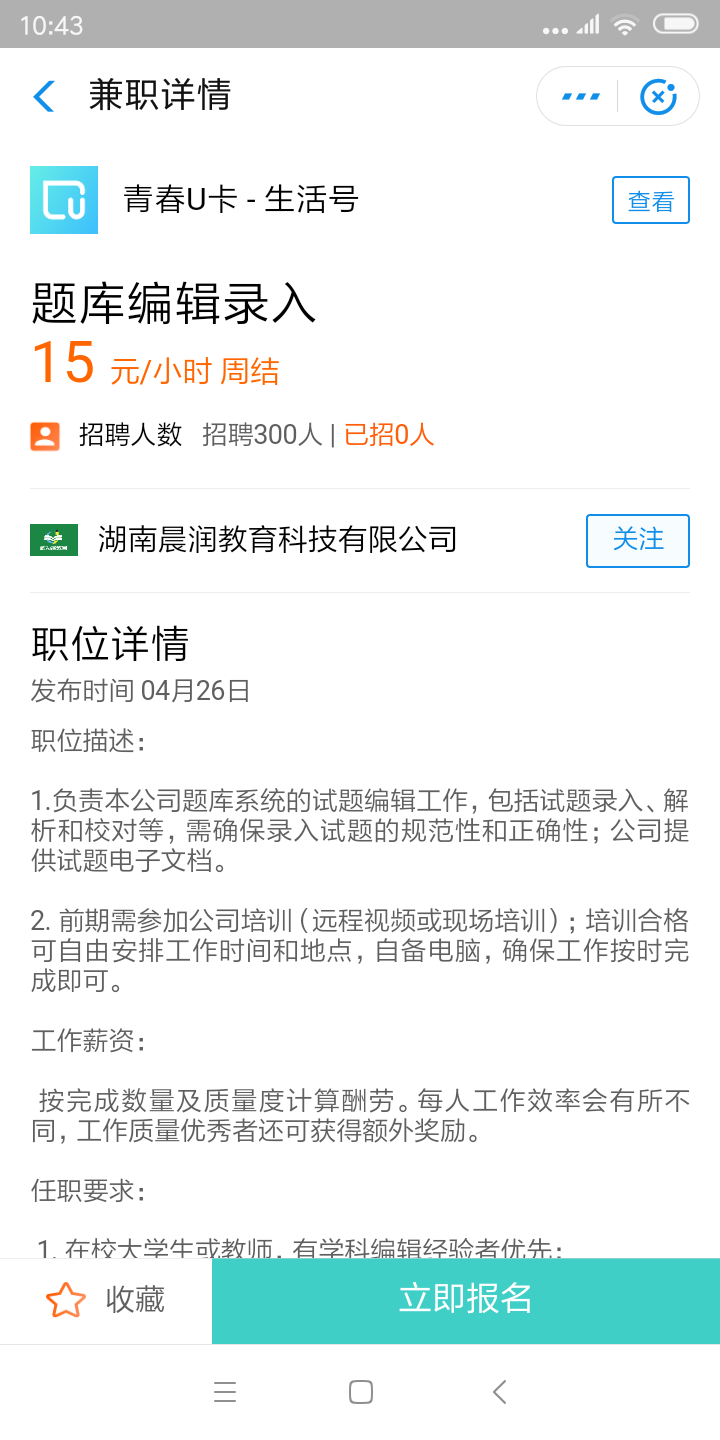 10:43
兼职详情
青春U卡 - 生活号
查看
题库编辑录入
15 元/小时 周结
招聘人数 招聘300人 | 已招0人
湖南晨润教育科技有限公司
关注
职位详情
发布时间 04月26日
职位描述：
1.负责本公司题库系统的试题编辑工作，包括试题录入、解
析和校对等，需确保录入试题的规范性和正确性；公司提
供试题电子文档。
2. 前期需参加公司培训（远程视频或现场培训）；培训合格
可自由安排工作时间和地点，自备电脑，确保工作按时完
成即可。
工作薪资：
按完成数量及质量度计算酬劳。每人工作效率会有所不
同，工作质量优秀者还可获得额外奖励。
任职要求：
1. 在校大学生或教师，有学科编辑经验者优先；
收藏
立即报名